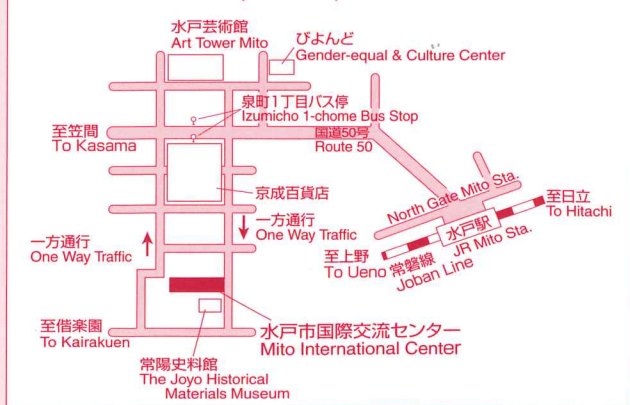 水戸芸術館
Art Tower Mito
びよんど
Gender-equal & Culture Center
泉町1丁目バス停
Izumicho 1-chome Bus Stop
至笠間
To Kasama
国道50号
Route 50
京成百貨店
North Gate Mito Sta.
至日立
To Hitachi
水戸駅
JR Mito Sta.
一方通行
One Way Traffic
一方通行
One Way Traffic
至上野
To Ueno
常磐線
Joban Line
至偕楽園
To Kairakuen
水戸市国際交流センター
Mito International Center
常陽史料館
The Joyo Historical
Materials Museum